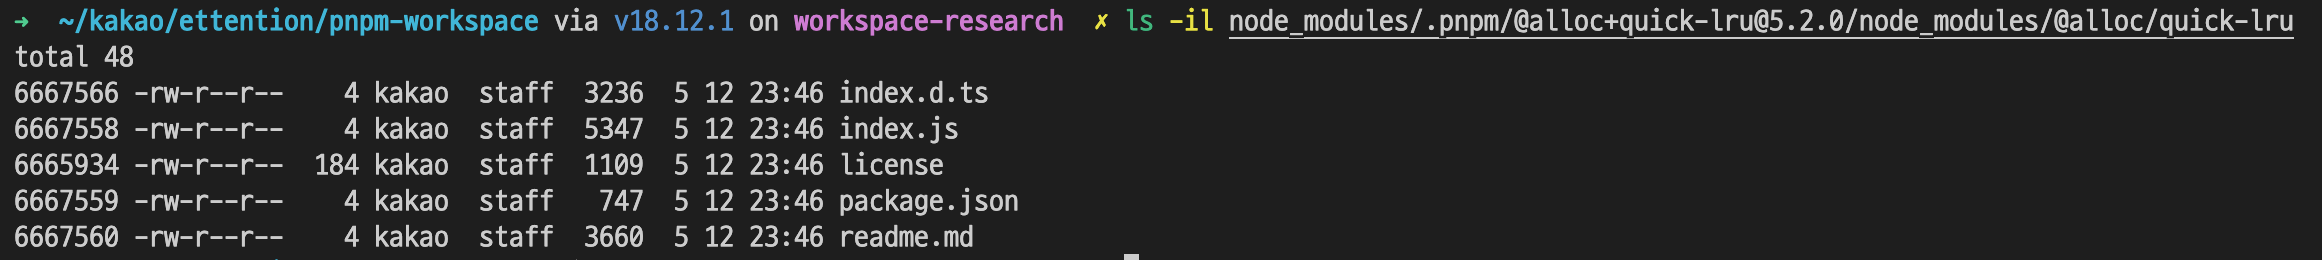 → ~/kakao/ettention/pnpm-workspace via v18.12.1 on workspace-research ✗ ls -il node_modules/.pnpm/@alloc+quick-lru@5.2.0/node_modules/@alloc/quick-lru
total 48
6667566 -rw-r--r-- 4 kakao staff 3236 5 12 23:46 index.d.ts
6667558 -rw-r--r-- 4 kakao staff 5347 5 12 23:46 index.js
6665934 -rw-r--r-- 184 kakao staff 1109 5 12 23:46 license
6667559 -rw-r--r-- 4 kakao staff 747 5 12 23:46 package.json
6667560 -rw-r--r-- 4 kakao staff 3660 5 12 23:46 readme.md